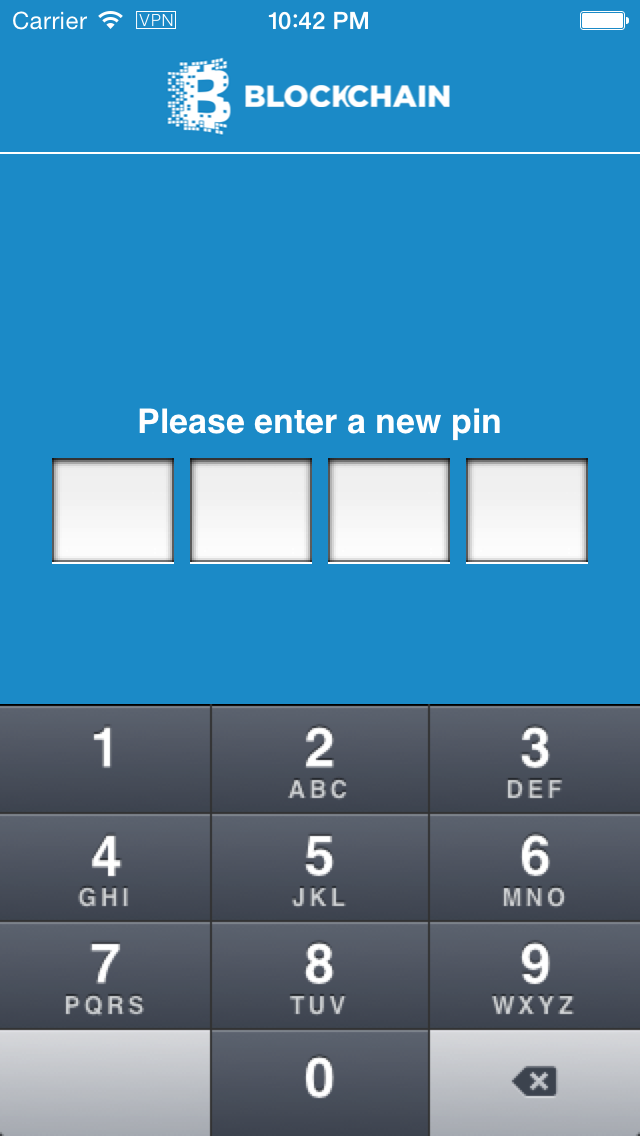 Carrier VPN 10:42 PM
BLOCKCHAIN
Please enter a new pin
1 2 3
ABC DEF
4 5 6
GHI JKL MNO
7 8 9
PQRS TUV WXYZ
0